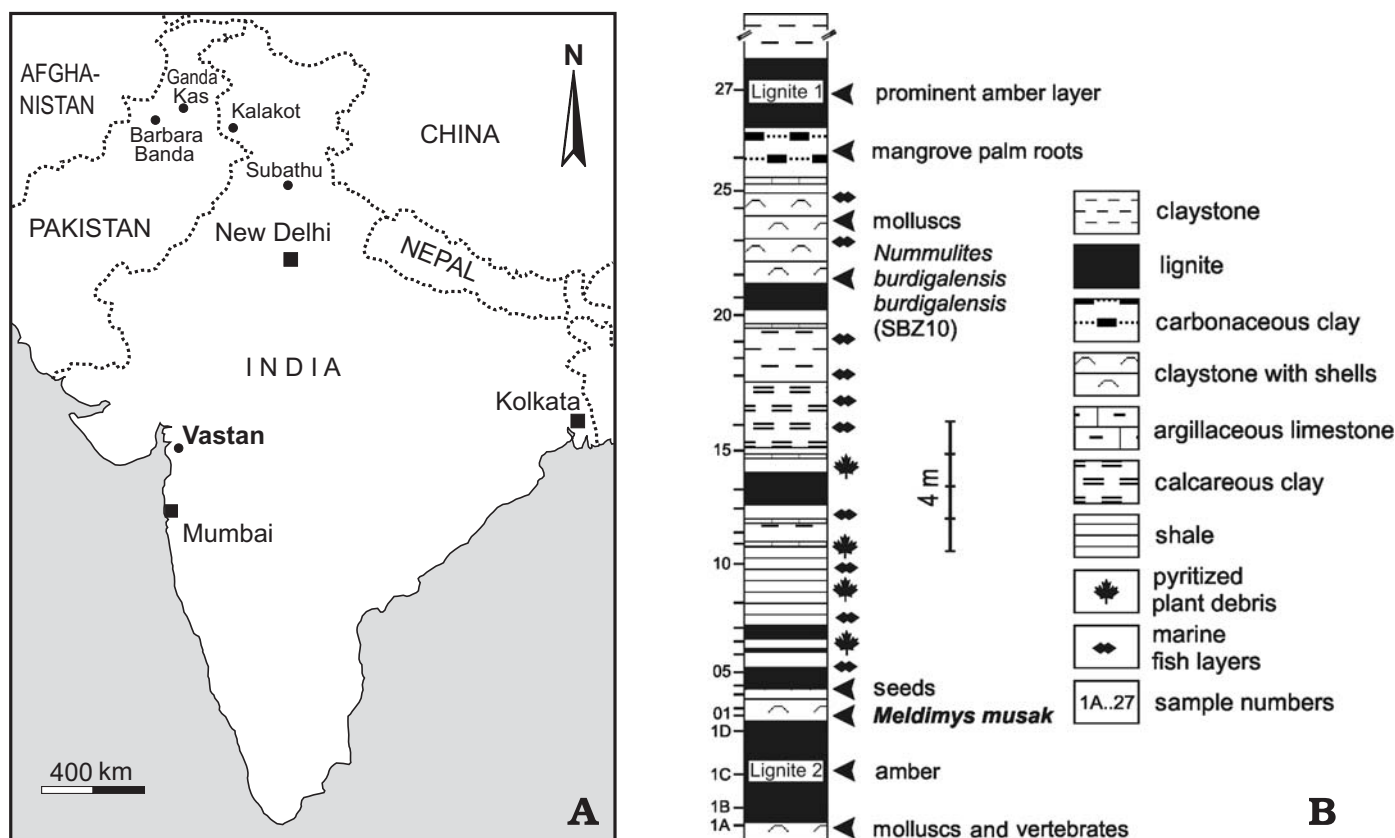 AFGHA-
NISTAN
Ganda
Kas
Kalakot
Barbara
Banda
CHINA
N
Subathu
PAKISTAN
New Delhi
NEPAL
INDIA
Kolkata
Vastan
Mumbai
400 km
A
27
Lignite 1
prominent amber layer
mangrove palm roots
25
molluscs
Nummulites
burdigalensis
burdigalensis
(SBZ10)
20
15
4 m
10
05
seeds
01
Meldimys musak
1D
Lignite 2
1C
amber
1B
1A
molluscs and vertebrates
claystone
lignite
carbonaceous clay
claystone with shells
argillaceous limestone
calcareous clay
shale
pyritized
plant debris
marine
fish layers
1A..27
sample numbers
B